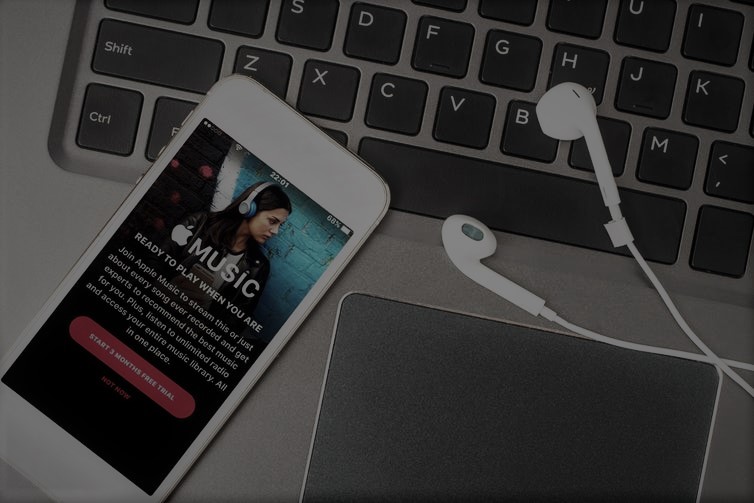 S D F G H J K U I
Shift Z X C V B M <
,
Ctrl
22:01
68%
MUSIC
READY TO PLAY WHEN YOU ARE
Join Apple Music to stream this or just
about every song ever recorded and get
experts to recommend the best music
for you. Plus, listen to unlimited radio
and access your entire music library. All
in one place.
START 3 MONTHS FREE TRIAL
NOT NOW